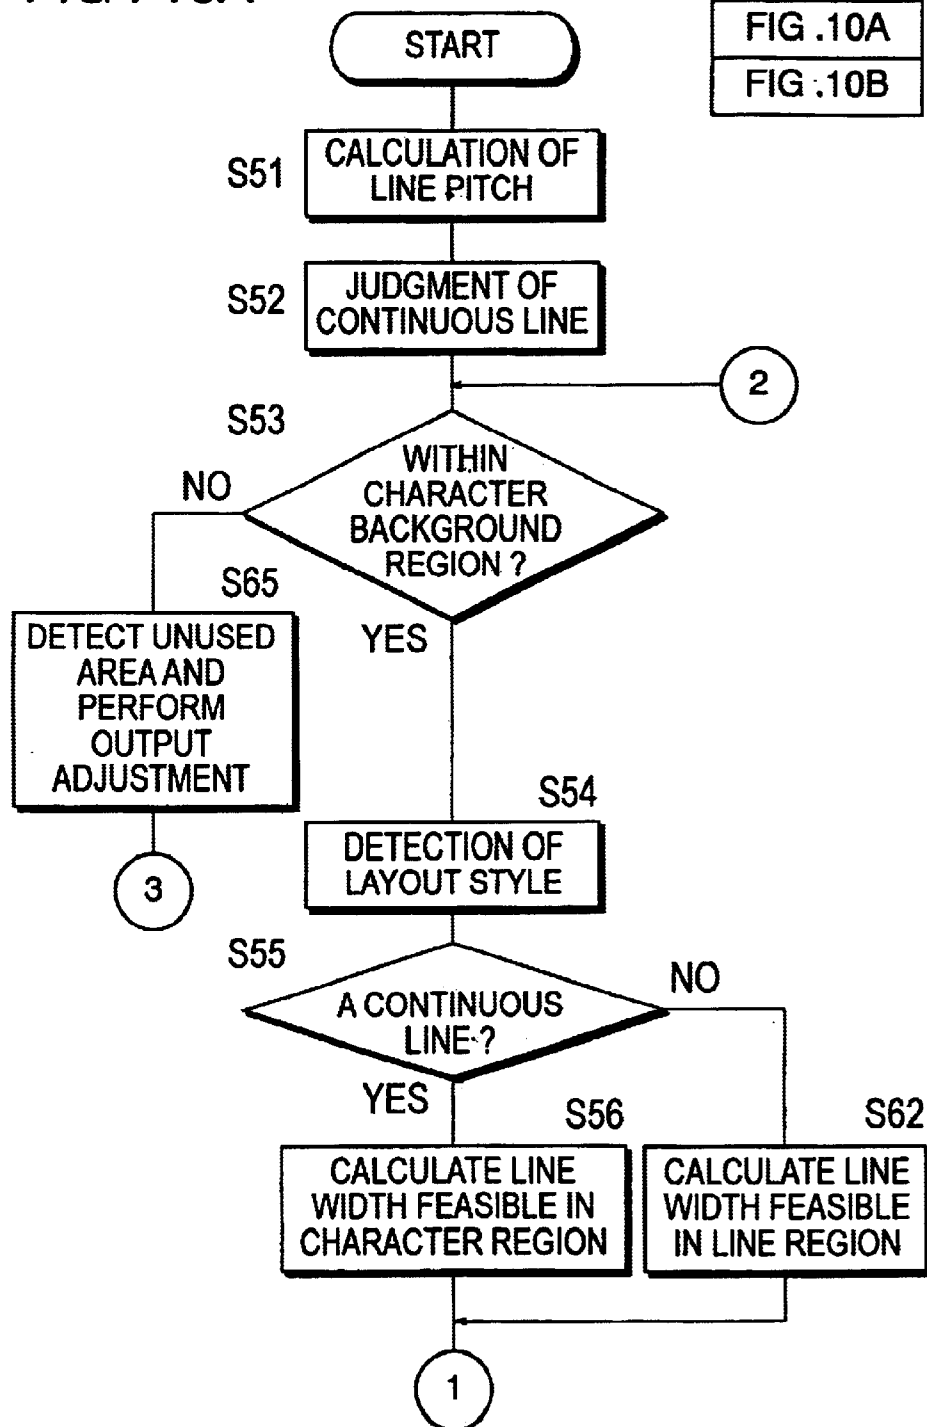 START
FIG .10A
FIG .10B
S51
CALCULATION OF
LINE PITCH
S52
JUDGMENT OF
CONTINUOUS LINE
2
S53
WITHIN
CHARACTER
BACKGROUND
REGION ?
NO
YES
S65
DETECT UNUSED
AREA AND
PERFORM
OUTPUT
ADJUSTMENT
3
S54
DETECTION OF
LAYOUT STYLE
S55
A CONTINUOUS
LINE ?
NO
YES
S56
CALCULATE LINE
WIDTH FEASIBLE IN
CHARACTER REGION
S62
CALCULATE LINE
WIDTH FEASIBLE
IN LINE REGION
1